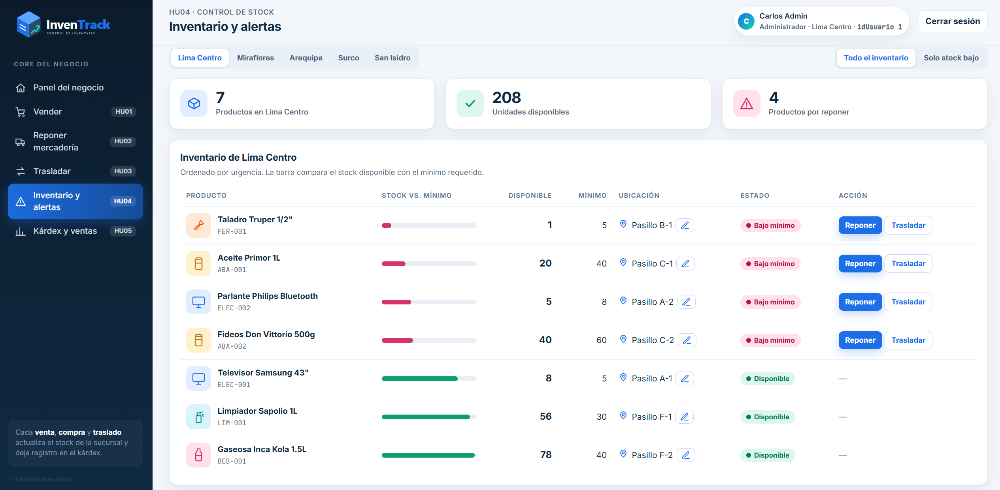 InvenTrack
CONTROL DE INVENTARIO
CORE DEL NEGOCIO
Panel del negocio
Vender HU01
Reponer
mercadería HU02
Trasladar HU03
Inventario y
alertas HU04
Kárdex y ventas HU05
Cada venta, compra y traslado
actualiza el stock de la sucursal y
deja registro en el kárdex.
Restablecer datos
HU04 · CONTROL DE STOCK
Inventario y alertas
C
Carlos Admin
Administrador · Lima Centro · idUsuario 1
Cerrar sesión
Lima Centro Miraflores Arequipa Surco San Isidro
Todo el inventario Solo stock bajo
7
Productos en Lima Centro
208
Unidades disponibles
4
Productos por reponer
Inventario de Lima Centro
Ordenado por urgencia. La barra compara el stock disponible con el mínimo requerido.
PRODUCTO STOCK VS. MÍNIMO DISPONIBLE MÍNIMO UBICACIÓN ESTADO ACCIÓN
Taladro Truper 1/2" 1 5 Pasillo B-1 Bajo mínimo Reponer Trasladar
FER-001
Aceite Primor 1L 20 40 Pasillo C-1 Bajo mínimo Reponer Trasladar
ABA-001
Parlante Philips Bluetooth 5 8 Pasillo A-2 Bajo mínimo Reponer Trasladar
ELEC-002
Fideos Don Vittorio 500g 40 60 Pasillo C-2 Bajo mínimo Reponer Trasladar
ABA-002
Televisor Samsung 43" 8 5 Pasillo A-1 Disponible —
ELEC-001
Limpiador Sapolio 1L 56 30 Pasillo F-1 Disponible —
LIM-001
Gaseosa Inca Kola 1.5L 78 40 Pasillo F-2 Disponible —
BEB-001